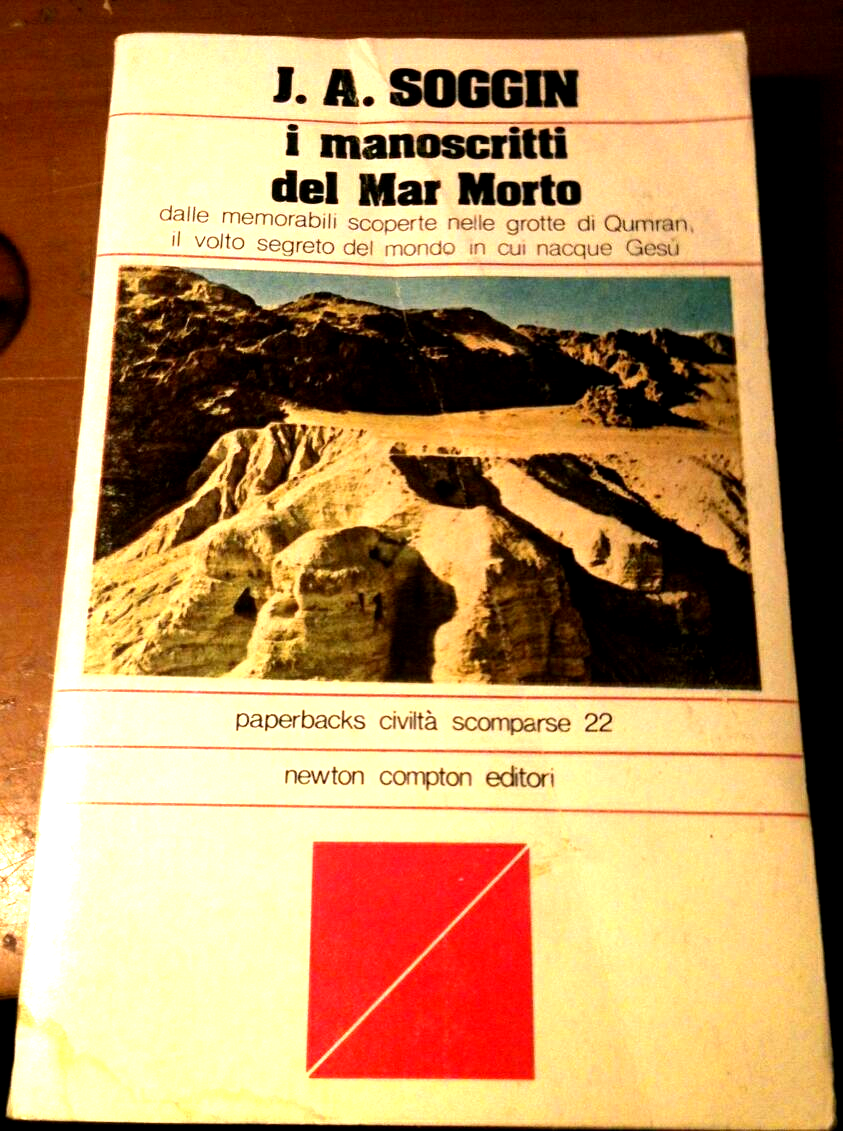 J. A. SOGGIN
i manoscritti
del Mar Morto
dalle memorabili scoperte nelle grotte di Qumran,
il volto segreto del mondo in cui nacque Gesù
paperbacks civiltà scomparse 22
newton compton editori